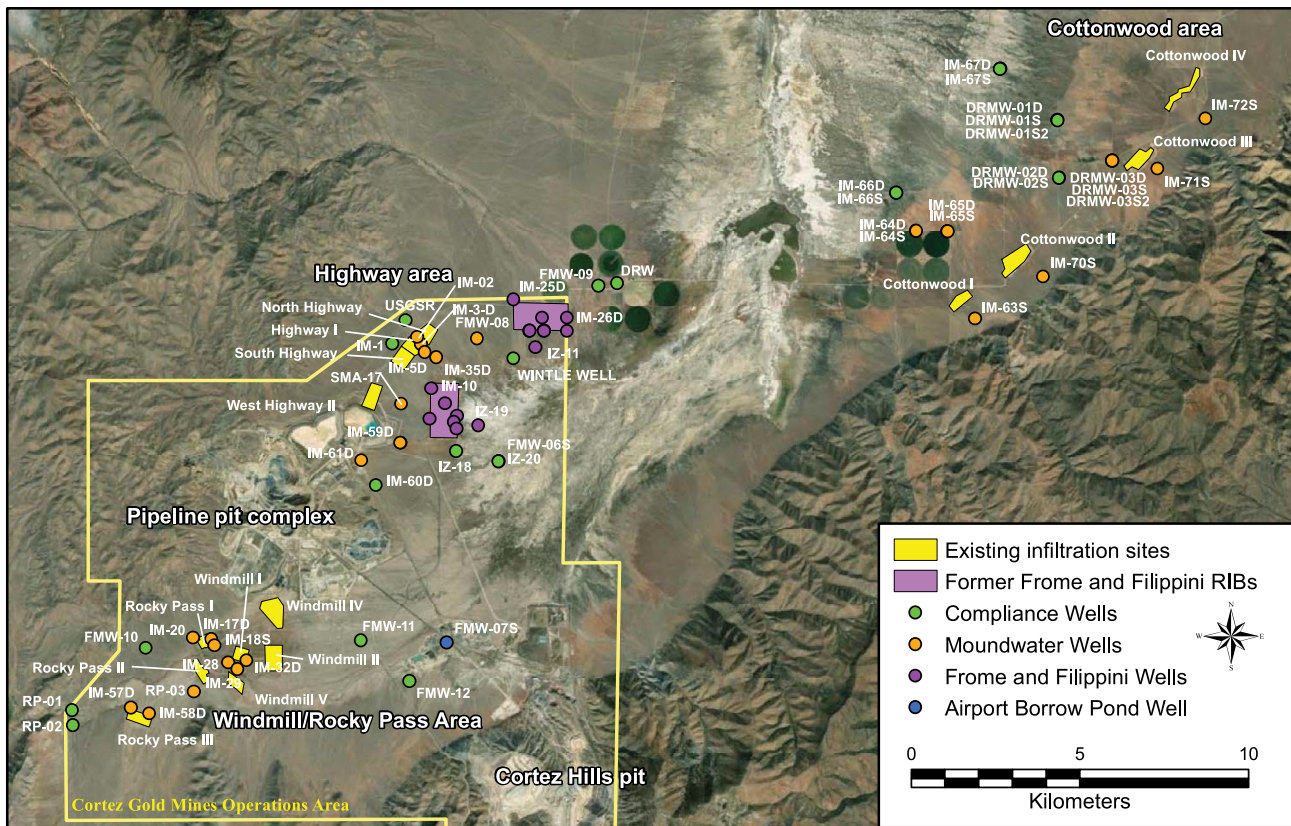 Cottonwood area
Cottonwood IV
IM-67D
IM-67S
DRMW-01D
DRMW-01S
DRMW-01S2
IM-72S
Cottonwood III
DRMW-02D
DRMW-02S
DRMW-03D
DRMW-03S
DRMW-03S2
IM-71S
IM-66D
IM-66S
IM-65D
IM-65S
IM-64D
IM-64S
Cottonwood II
IM-70S
Cottonwood I
IM-63S
Highway area
IM-02
FMW-09
DRW
IM-25D
North Highway
USGSR
IM-3-D
IM-26D
Highway I
FMW-08
IM-1
South Highway
IZ-11
IM-5D
IM-35D
WINTLE WELL
SMA-17
IM-10
West Highway II
IZ-19
IM-59D
FMW-06S
IZ-20
IM-61D
IZ-18
IM-60D
Pipeline pit complex
Windmill I
Rocky Pass I
Windmill IV
IM-17D
IM-20
FMW-10
IM-18S
FMW-11
FMW-07S
Rocky Pass II
IM-28
IM-32D
Windmill II
IM-29
FMW-12
IM-57D
RP-03
Windmill V
RP-01
IM-58D
RP-02
Windmill/Rocky Pass Area
Rocky Pass III
Cortez Hills pit
Cortez Gold Mines Operations Area
Existing infiltration sites
Former Frome and Filippini RIBs
Compliance Wells
Moundwater Wells
Frome and Filippini Wells
Airport Borrow Pond Well
N
W
E
S
0 5 10
Kilometers